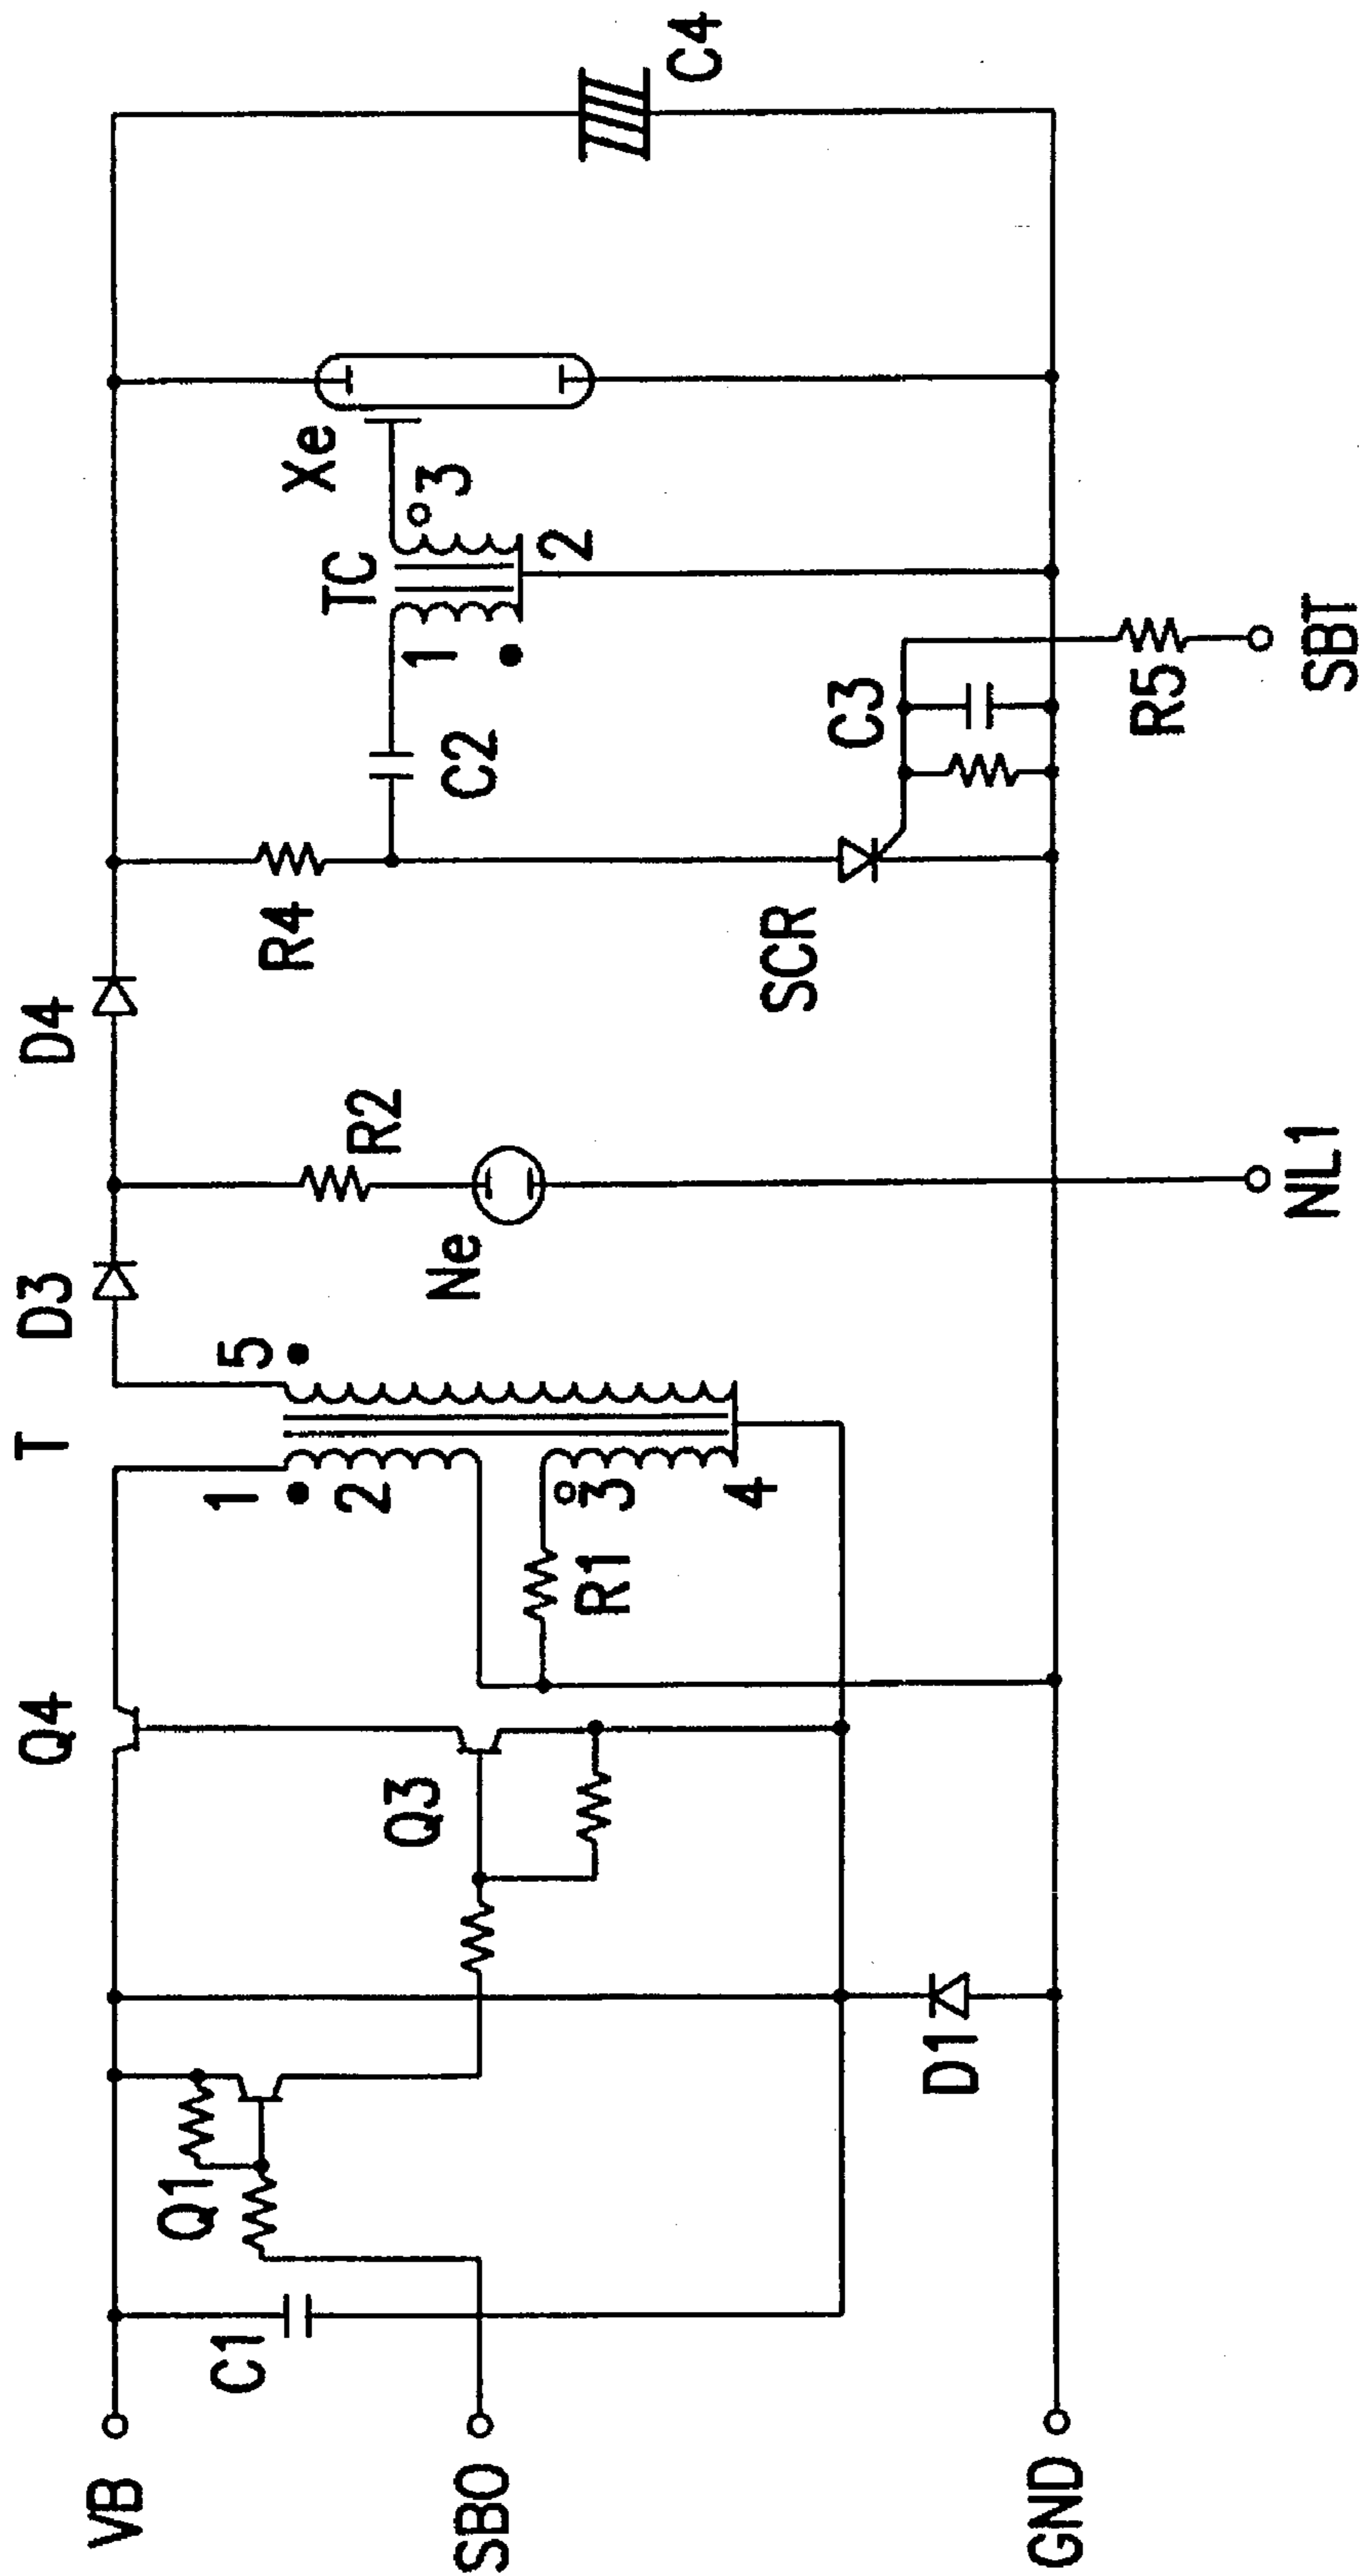 VB
SBO
GND
C1
Q1
D1
Q3
Q4
T
1
2
3
4
5
R1
D3
Ne
R2
NL1
D4
R4
SCR
C2
C3
R5
SBT
TC
1
2
3
Xe
C4